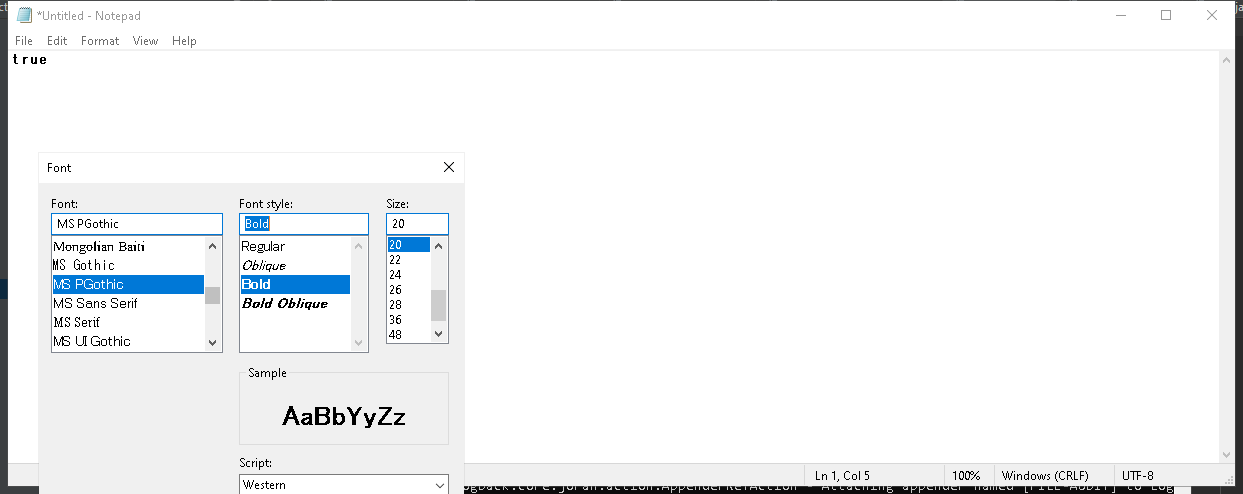 *Untitled - Notepad
File Edit Format View Help
true
Font
Font: Font style: Size:
MS PGothic Bold 20
Mongolian Baiti Regular 20
MS Gothic Oblique 22
MS PGothic Bold 24
MS Sans Serif Bold Oblique 26
MS Serif 28
MS UI Gothic 36
48
Sample
AaBbYyZz
Script:
Western
Ln 1, Col 5 100% Windows (CRLF) UTF-8